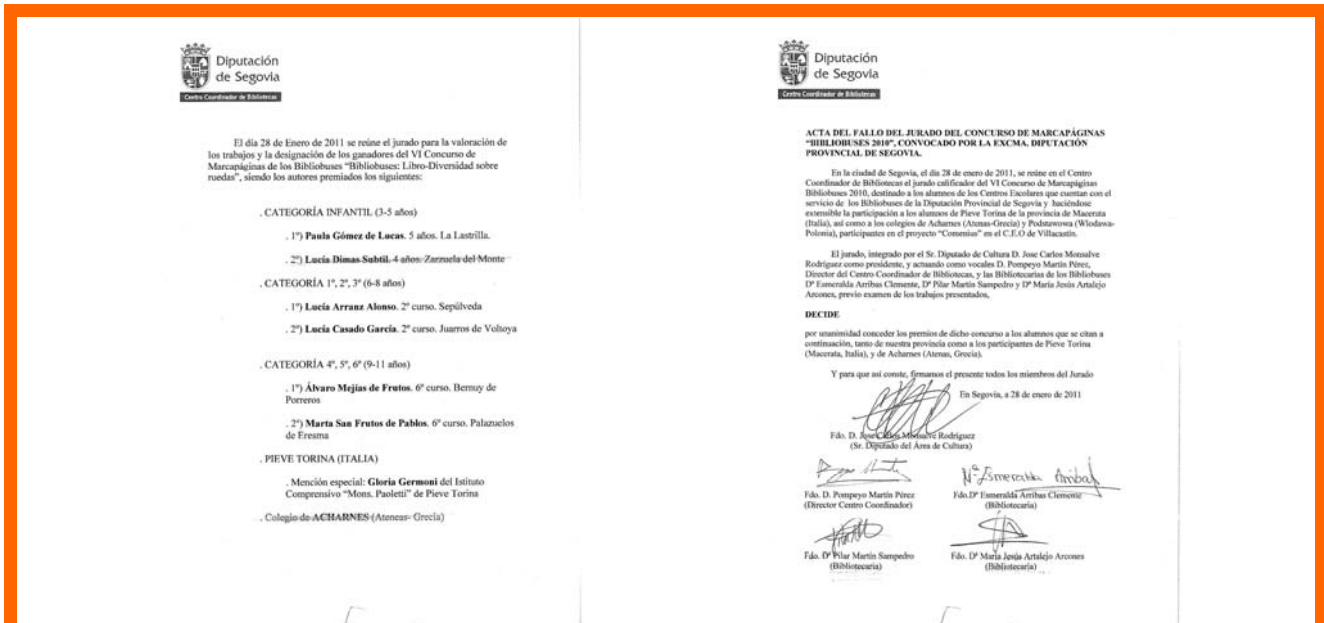 Diputación
de Segovia
Centro Coordinador de Bibliotecas
El día 28 de Enero de 2011 se reúne el jurado para la valoración de
los trabajos y la designación de los ganadores del VI Concurso de
Marcapáginas de los Bibliobuses “Bibliobuses: Libro-Diversidad sobre
ruedas”, siendo los autores premiados los siguientes:
. CATEGORÍA INFANTIL (3-5 años)
. 1º) Paula Gómez de Lucas. 5 años. La Lastrilla.
. 2º) Lucía Dimas Subtil. 4 años. Zarzuela del Monte
. CATEGORÍA 1º, 2º, 3º (6-8 años)
. 1º) Lucía Arranz Alonso. 2º curso. Sepúlveda
. 2º) Lucía Casado García. 2º curso. Juarros de Voltoya
. CATEGORÍA 4º, 5º, 6º (9-11 años)
. 1º) Álvaro Mejías de Frutos. 6º curso. Bernuy de
Porreros
. 2º) Marta San Frutos de Pablos. 6º curso. Palazuelos
de Eresma
. PIEVE TORINA (ITALIA)
. Mención especial: Gloria Germoni del Istituto
Comprensivo “Mons. Paoletti” de Pieve Torina
. Colegio de ACHARNES (Ateneas- Grecia)
Diputación
de Segovia
Centro Coordinador de Bibliotecas
ACTA DEL FALLO DEL JURADO DEL CONCURSO DE MARCAPÁGINAS
“BIBLIOBUSES 2010”, CONVOCADO POR LA EXCMA. DIPUTACIÓN
PROVINCIAL DE SEGOVIA.
En la ciudad de Segovia, el día 28 de enero de 2011, se reúne en el Centro
Coordinador de Bibliotecas el jurado calificador del VI Concurso de Marcapáginas
Bibliobuses 2010, destinado a los alumnos de los Centros Escolares que cuentan con el
servicio de los Bibliobuses de la Diputación Provincial de Segovia y haciéndose
extensible la participación a los alumnos de Pieve Torina de la provincia de Macerata
(Italia), así como a los colegios de Acharnes (Atenas-Grecia) y Podstawowa (Wlodawa-
Polonia), participantes en el proyecto “Comenius” en el C.E.O de Villacastín.
El jurado, integrado por el Sr. Diputado de Cultura D. Jose Carlos Monsalve
Rodríguez como presidente, y actuando como vocales D. Pompeyo Martín Pérez,
Director del Centro Coordinador de Bibliotecas, y las Bibliotecarias de los Bibliobuses
Dª Esmeralda Arribas Clemente, Dª Pilar Martín Sampedro y Dª María Jesús Artalejo
Arcones, previo examen de los trabajos presentados,
DECIDE
por unanimidad conceder los premios de dicho concurso a los alumnos que se citan a
continuación, tanto de nuestra provincia como a los participantes de Pieve Torina
(Macerata, Italia), y de Acharnes (Atenas, Grecia).
Y para que así conste, firmamos el presente todos los miembros del Jurado
En Segovia, a 28 de enero de 2011
Fdo. D. Jose Carlos Monsalve Rodríguez
(Sr. Diputado del Área de Cultura)
Mª Esmeralda Arribas
Fdo. D. Pompeyo Martín Pérez
(Director Centro Coordinador)
Fdo.Dª Esmeralda Arribas Clemente
(Bibliotecaria)
Fdo. Dª Pilar Martín Sampedro
(Bibliotecaria)
Fdo. Dª María Jesús Artalejo Arcones
(Bibliotecaria)